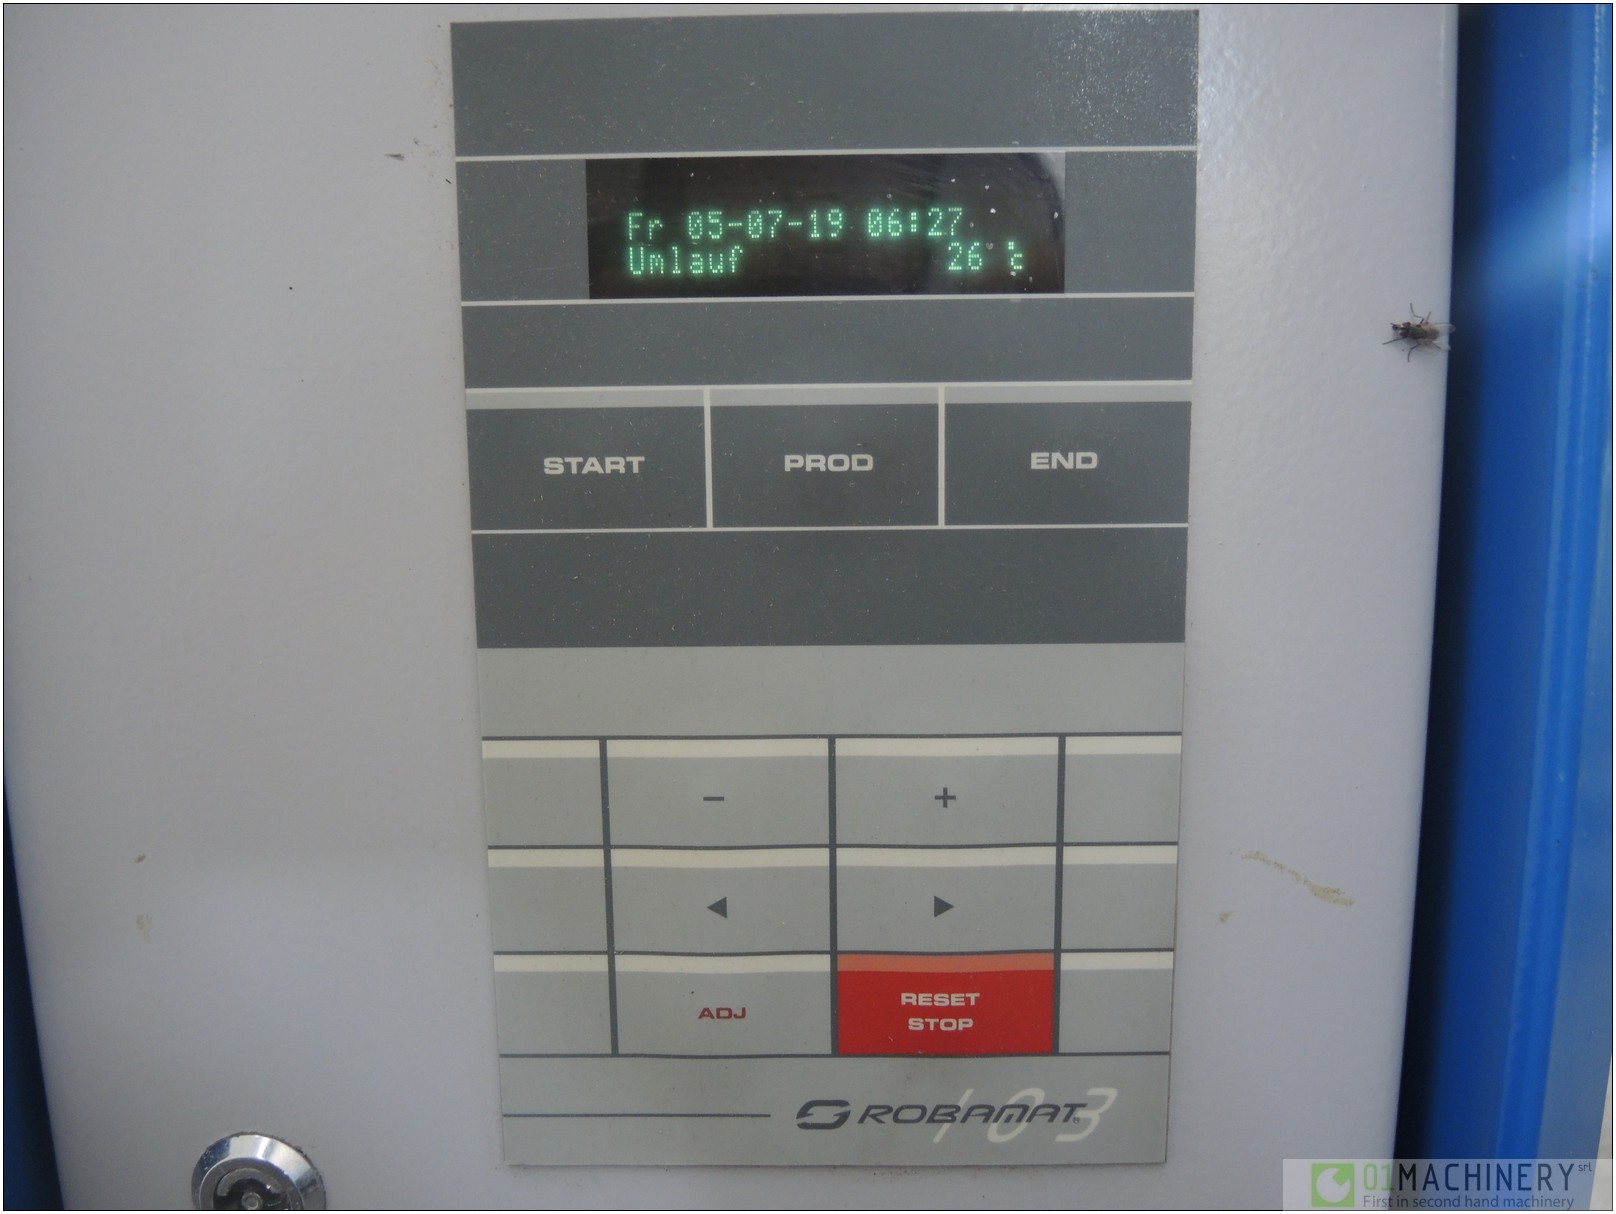 Fr 05-07-19 06:27
Umlauf 26 °c
START
PROD
END
-
+
◄
►
ADJ
RESET
STOP
ROBAMAT
103
01MACHINERY srl
First in second hand machinery